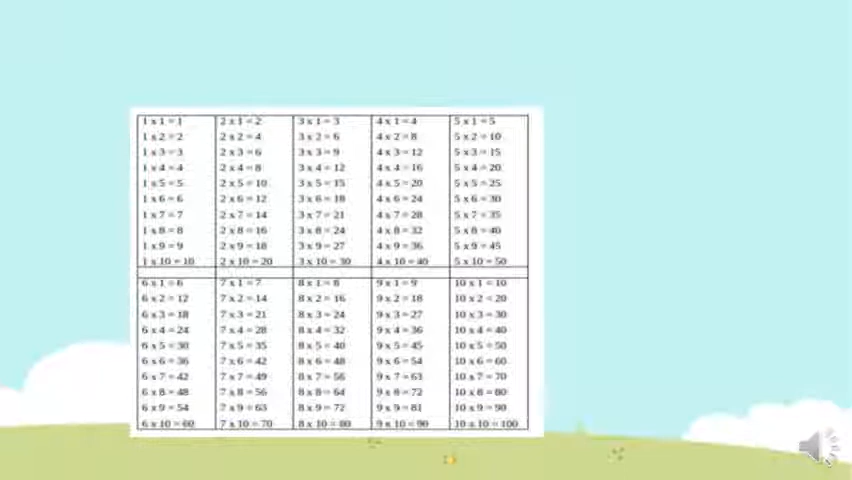 1 x 1 = 1
1 x 2 = 2
1 x 3 = 3
1 x 4 = 4
1 x 5 = 5
1 x 6 = 6
1 x 7 = 7
1 x 8 = 8
1 x 9 = 9
1 x 10 = 10
2 x 1 = 2
2 x 2 = 4
2 x 3 = 6
2 x 4 = 8
2 x 5 = 10
2 x 6 = 12
2 x 7 = 14
2 x 8 = 16
2 x 9 = 18
2 x 10 = 20
3 x 1 = 3
3 x 2 = 6
3 x 3 = 9
3 x 4 = 12
3 x 5 = 15
3 x 6 = 18
3 x 7 = 21
3 x 8 = 24
3 x 9 = 27
3 x 10 = 30
4 x 1 = 4
4 x 2 = 8
4 x 3 = 12
4 x 4 = 16
4 x 5 = 20
4 x 6 = 24
4 x 7 = 28
4 x 8 = 32
4 x 9 = 36
4 x 10 = 40
5 x 1 = 5
5 x 2 = 10
5 x 3 = 15
5 x 4 = 20
5 x 5 = 25
5 x 6 = 30
5 x 7 = 35
5 x 8 = 40
5 x 9 = 45
5 x 10 = 50
6 x 1 = 6
6 x 2 = 12
6 x 3 = 18
6 x 4 = 24
6 x 5 = 30
6 x 6 = 36
6 x 7 = 42
6 x 8 = 48
6 x 9 = 54
6 x 10 = 60
7 x 1 = 7
7 x 2 = 14
7 x 3 = 21
7 x 4 = 28
7 x 5 = 35
7 x 6 = 42
7 x 7 = 49
7 x 8 = 56
7 x 9 = 63
7 x 10 = 70
8 x 1 = 8
8 x 2 = 16
8 x 3 = 24
8 x 4 = 32
8 x 5 = 40
8 x 6 = 48
8 x 7 = 56
8 x 8 = 64
8 x 9 = 72
8 x 10 = 80
9 x 1 = 9
9 x 2 = 18
9 x 3 = 27
9 x 4 = 36
9 x 5 = 45
9 x 6 = 54
9 x 7 = 63
9 x 8 = 72
9 x 9 = 81
9 x 10 = 90
10 x 1 = 10
10 x 2 = 20
10 x 3 = 30
10 x 4 = 40
10 x 5 = 50
10 x 6 = 60
10 x 7 = 70
10 x 8 = 80
10 x 9 = 90
10 x 10 = 100